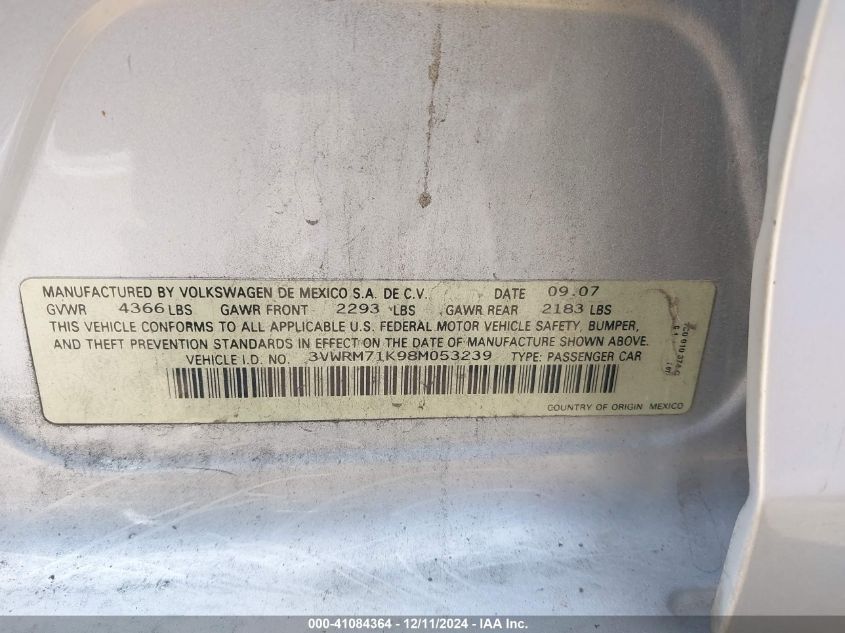 MANUFACTURED BY VOLKSWAGEN DE MEXICO S.A. DE C.V. DATE 09.07
GVWR 4366 LBS GAWR FRONT 2293 LBS GAWR REAR 2183 LBS
THIS VEHICLE CONFORMS TO ALL APPLICABLE U.S. FEDERAL MOTOR VEHICLE SAFETY, BUMPER,
AND THEFT PREVENTION STANDARDS IN EFFECT ON THE DATE OF MANUFACTURE SHOWN ABOVE.
VEHICLE I.D. NO. 3VWRM71K98M053239 TYPE: PASSENGER CAR
COUNTRY OF ORIGIN MEXICO
000-41084364 - 12/11/2024 - IAA Inc.